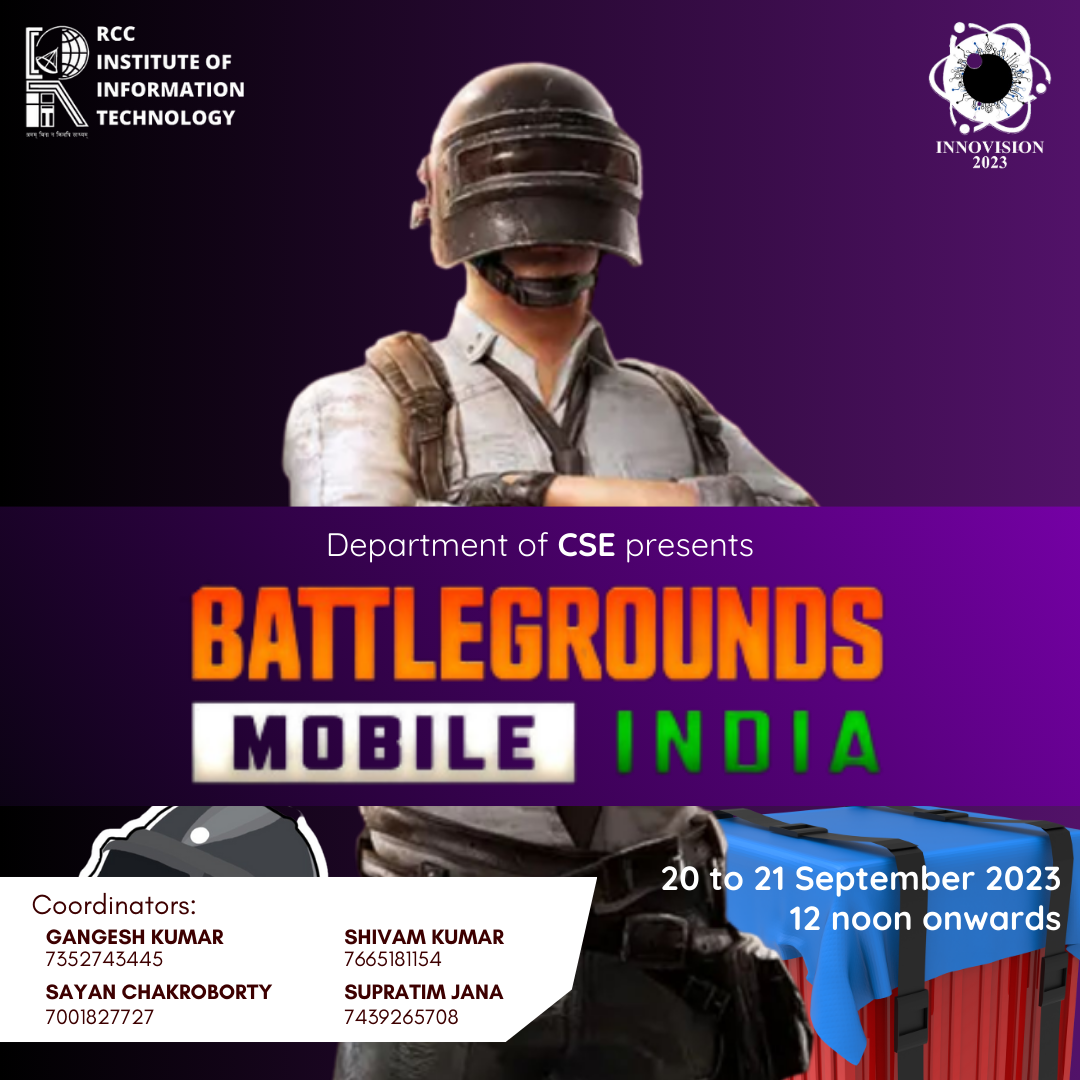 RCC
INSTITUTE OF
INFORMATION
TECHNOLOGY
INNOVISION
2023
Department of CSE presents
BATTLEGROUNDS
MOBILE INDIA
20 to 21 September 2023
12 noon onwards
Coordinators:
GANGESH KUMAR
7352743445
SHIVAM KUMAR
7665181154
SAYAN CHAKROBORTY
7001827727
SUPRATIM JANA
7439265708